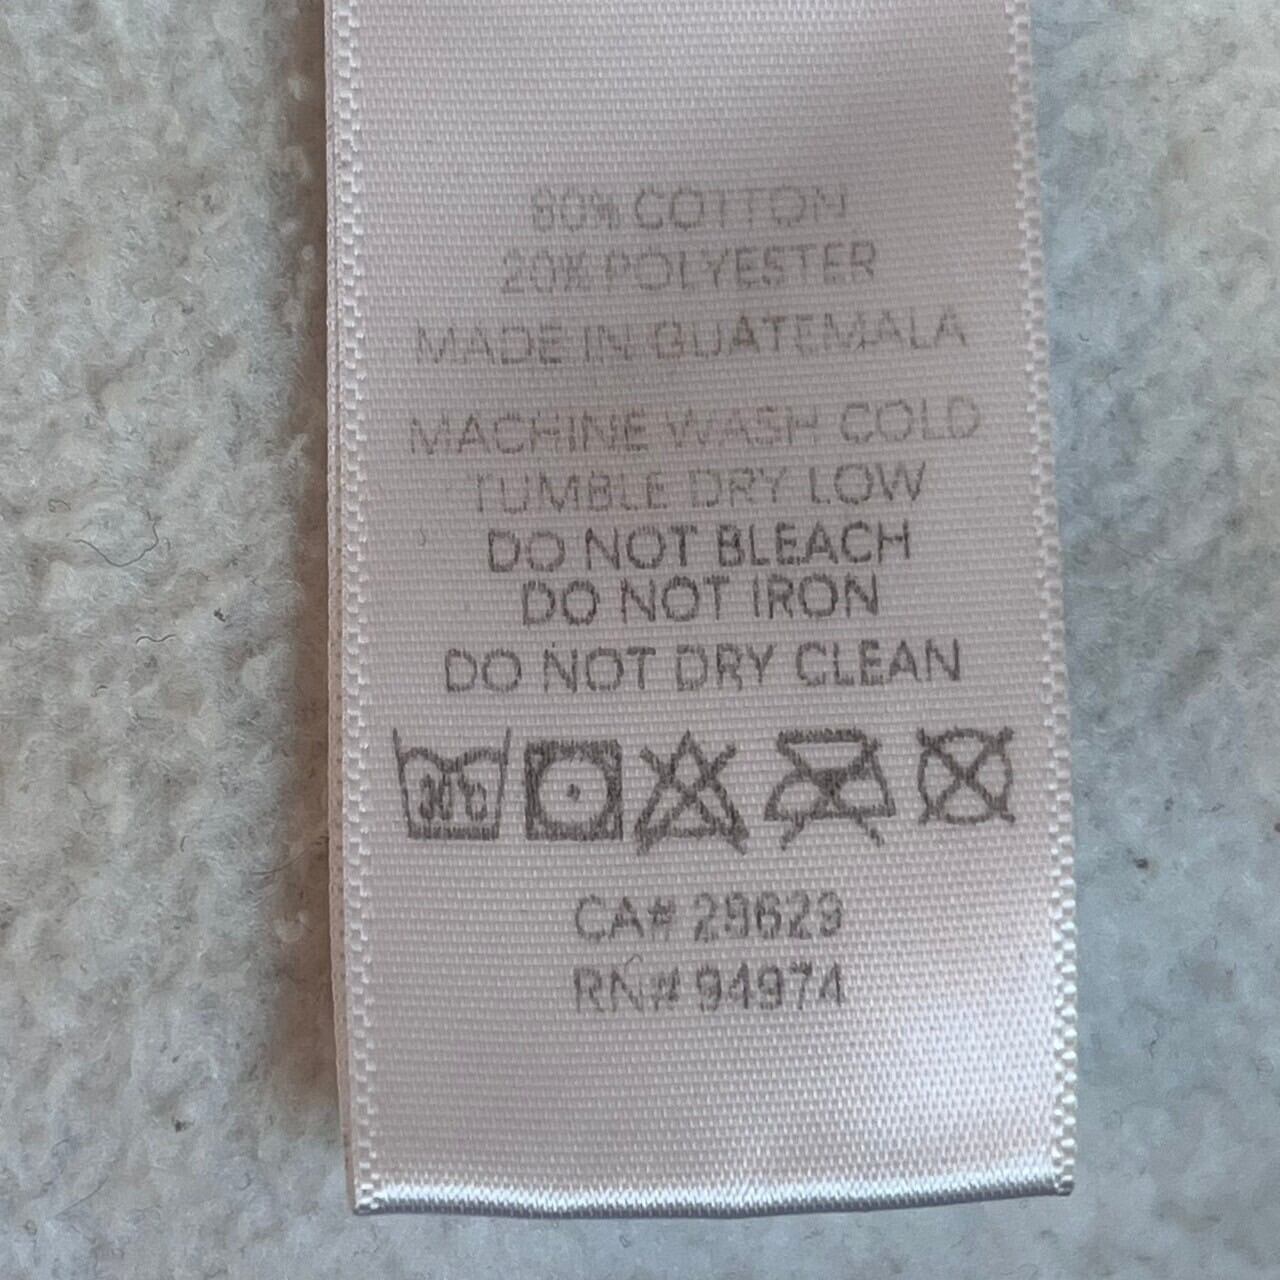 80% COTTON
20% POLYESTER
MADE IN GUATEMALA
MACHINE WASH COLD
TUMBLE DRY LOW
DO NOT BLEACH
DO NOT IRON
DO NOT DRY CLEAN
30°C
CA# 29629
RN# 94974